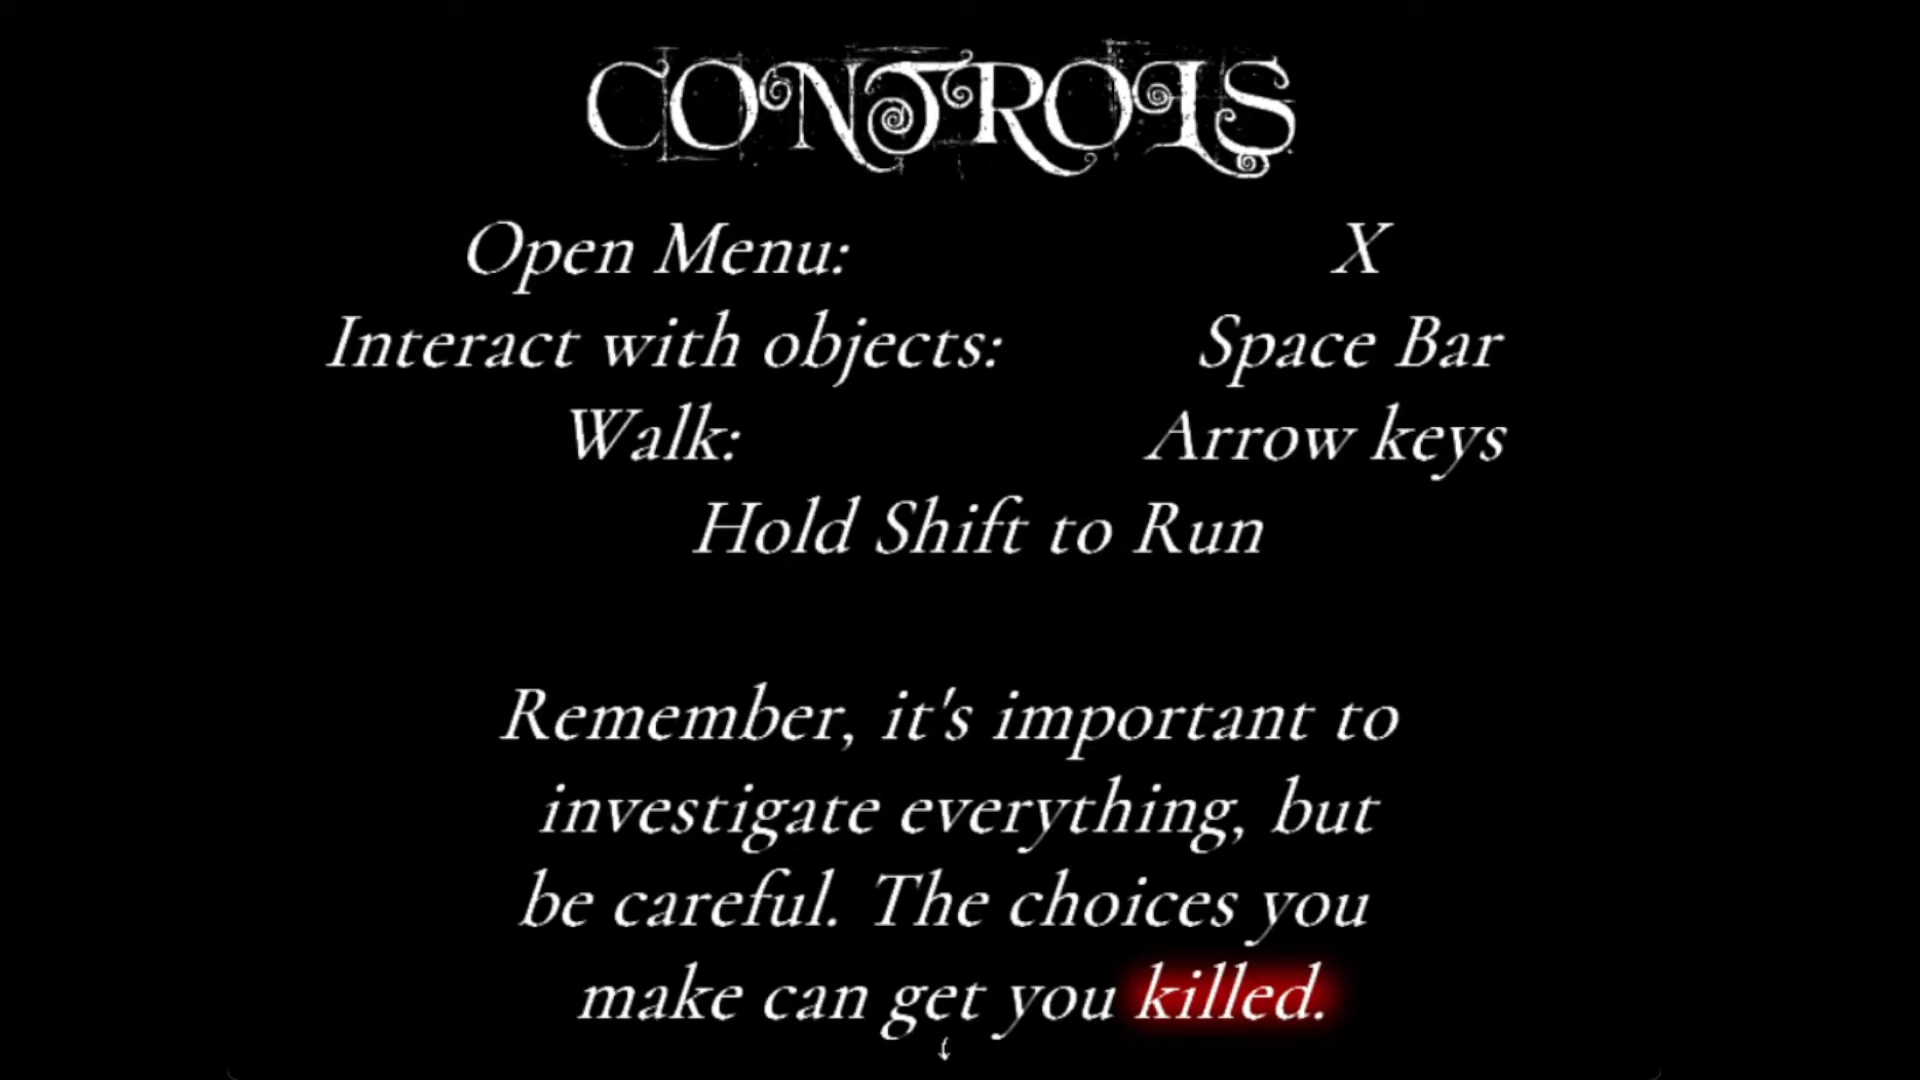 CONTROLS
Open Menu: X
Interact with objects: Space Bar
Walk: Arrow keys
Hold Shift to Run
Remember, it's important to
investigate everything, but
be careful. The choices you
make can get you killed.